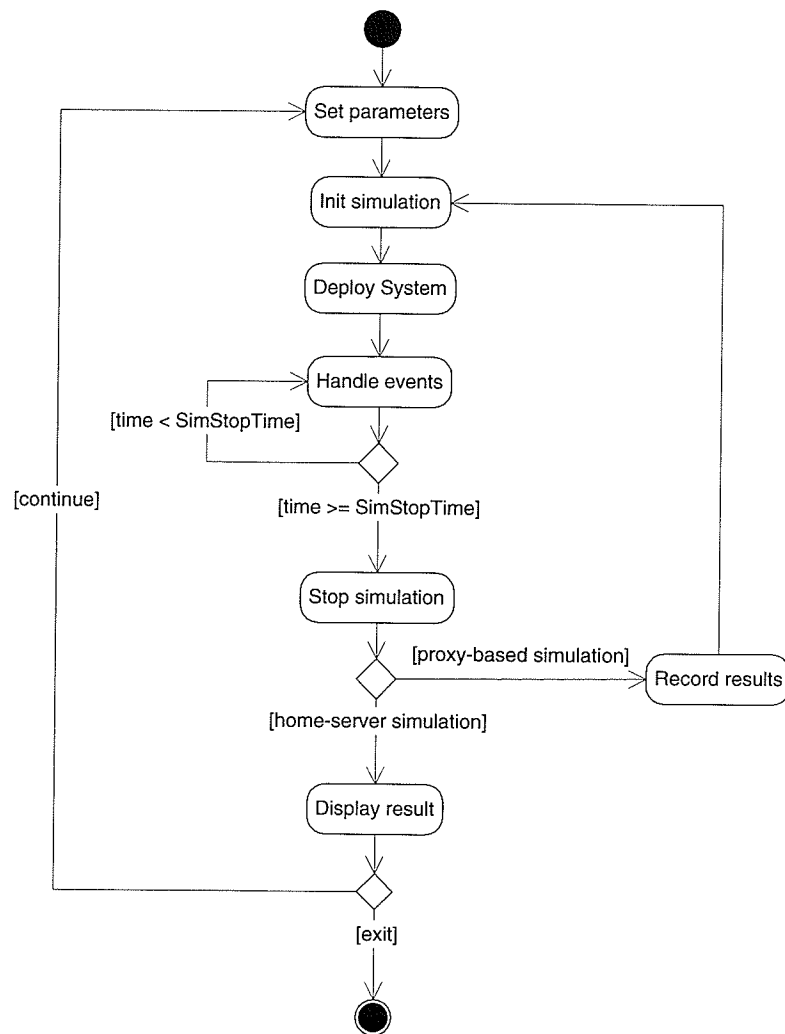 Set parameters
Init simulation
Deploy System
Handle events
[time < SimStopTime]
[continue]
[time >= SimStopTime]
Stop simulation
[proxy-based simulation]
Record results
[home-server simulation]
Display result
[exit]